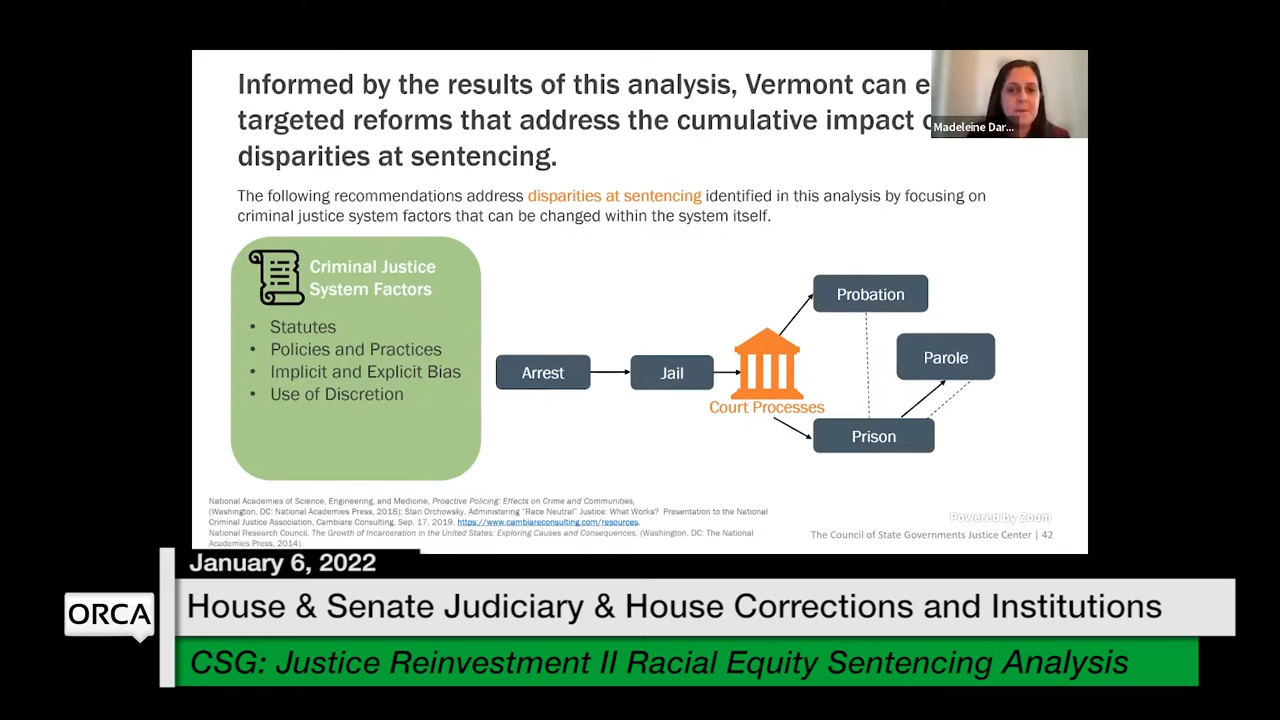 Informed by the results of this analysis, Vermont can
targeted reforms that address the cumulative impact
disparities at sentencing.
Madeleine Dar...
The following recommendations address disparities at sentencing identified in this analysis by focusing on
criminal justice system factors that can be changed within the system itself.
Criminal Justice
System Factors
• Statutes
• Policies and Practices
• Implicit and Explicit Bias
• Use of Discretion
Arrest
Jail
Court Processes
Probation
Parole
Prison
National Academies of Science, Engineering, and Medicine, Proactive Policing: Effects on Crime and Communities,
(Washington, DC: National Academies Press, 2018); Stan Orchowsky, Administering "Race Neutral" Justice: What Works? Presentation to the National
Criminal Justice Association, Cambiare Consulting, Sep. 17, 2019, https://www.cambiareconsulting.com/resources.
National Research Council, The Growth of Incarceration in the United States: Exploring Causes and Consequences, (Washington, DC: The National
Academies Press, 2014).
Powered by Zoom
The Council of State Governments Justice Center | 42
January 6, 2022
ORCA
House & Senate Judiciary & House Corrections and Institutions
CSG: Justice Reinvestment II Racial Equity Sentencing Analysis